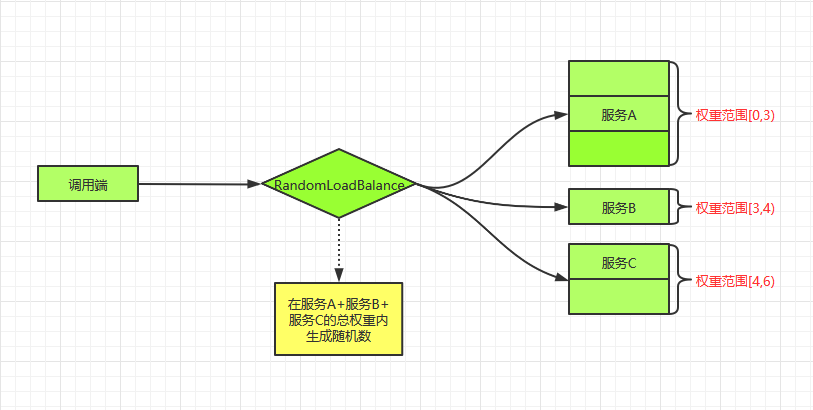 调用端
RandomLoadBalance
在服务A+服务B+
服务C的总权重内
生成随机数
服务A
权重范围[0,3)
服务B
权重范围[3,4)
服务C
权重范围[4,6)